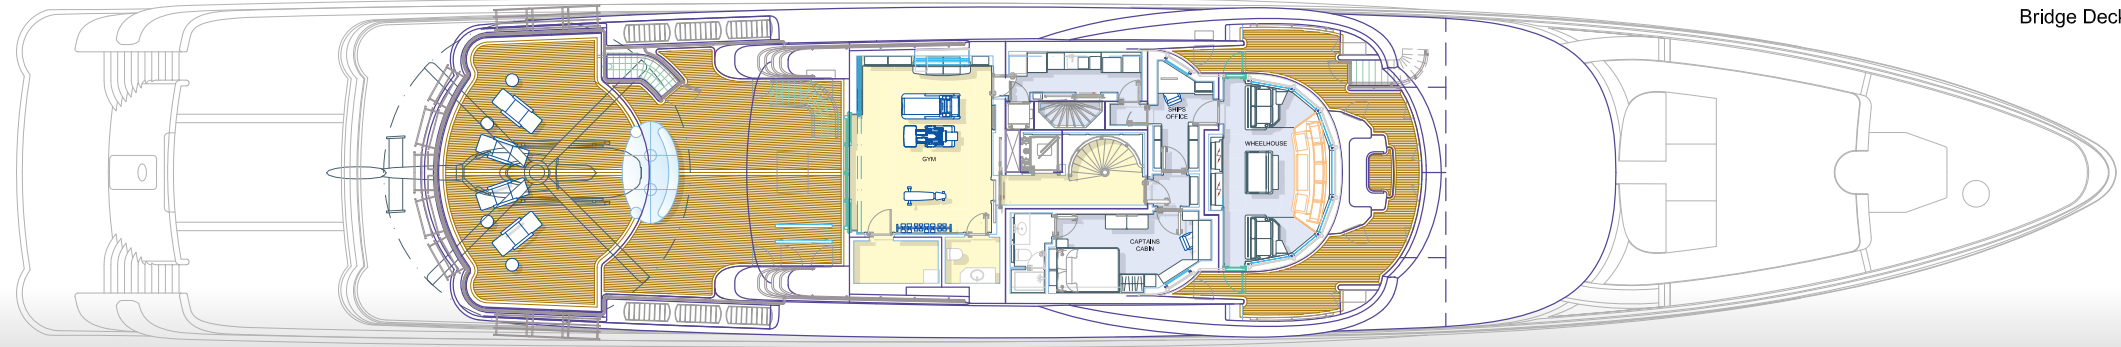 Bridge Deck
SHIPS
OFFICE
WHEELHOUSE
GYM
CAPTAINS
CABIN